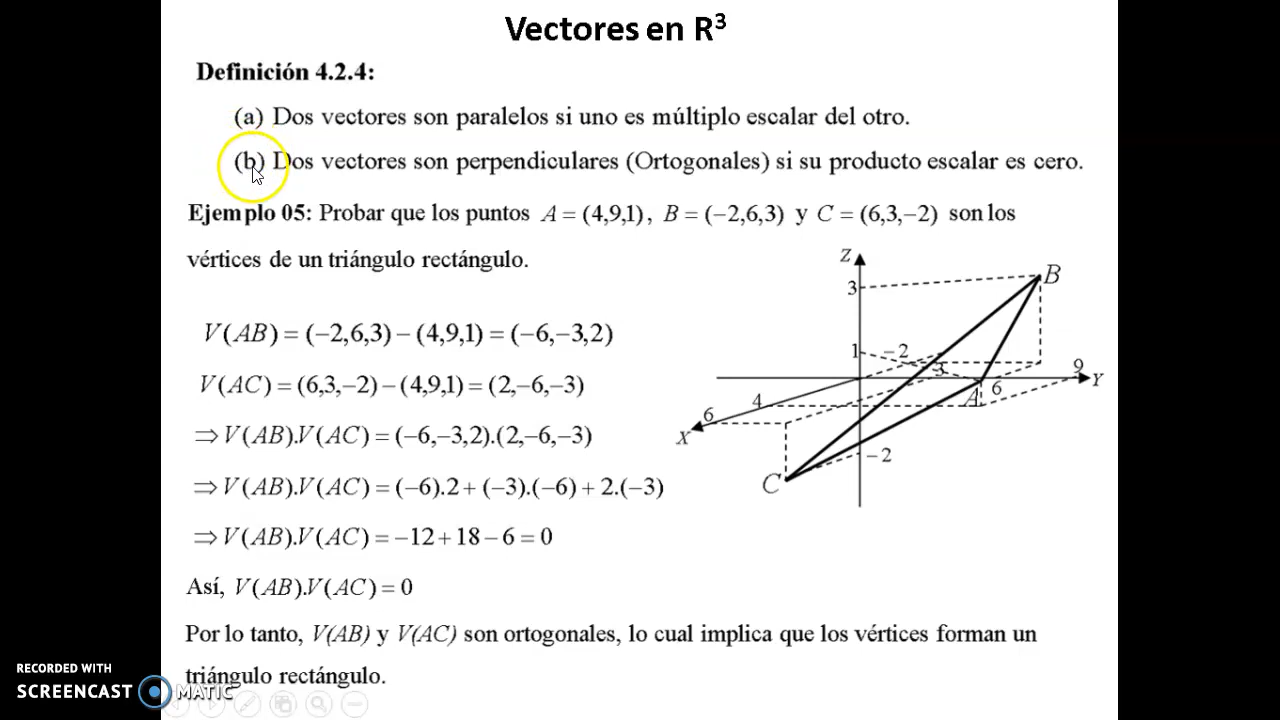 Vectores en R³
Definición 4.2.4:
(a) Dos vectores son paralelos si uno es múltiplo escalar del otro.
(b) Dos vectores son perpendiculares (Ortogonales) si su producto escalar es cero.
Ejemplo 05: Probar que los puntos A = (4,9,1), B = (−2,6,3) y C = (6,3,−2) son los
vértices de un triángulo rectángulo.
V(AB) = (−2,6,3) − (4,9,1) = (−6,−3,2)
V(AC) = (6,3,−2) − (4,9,1) = (2,−6,−3)
⇒ V(AB).V(AC) = (−6,−3,2).(2,−6,−3)
⇒ V(AB).V(AC) = (−6).2 + (−3).(−6) + 2.(−3)
⇒ V(AB).V(AC) = −12 + 18 − 6 = 0
Así, V(AB).V(AC) = 0
Por lo tanto, V(AB) y V(AC) son ortogonales, lo cual implica que los vértices forman un
triángulo rectángulo.
Z
B
3
1
−2
3
9
Y
A
6
4
6
X
−2
C
RECORDED WITH
SCREENCAST MATIC